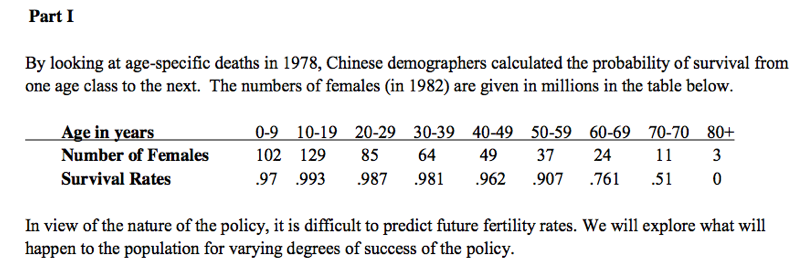 Part I
By looking at age-specific deaths in 1978, Chinese demographers calculated the probability of survival from
one age class to the next.  The numbers of females (in 1982) are given in millions in the table below.
Age in years 0-9 10-19 20-29 30-39 40-49 50-59 60-69 70-70 80+
Number of Females 102 129 85 64 49 37 24 11 3
Survival Rates .97 .993 .987 .981 .962 .907 .761 .51 0
In view of the nature of the policy, it is difficult to predict future fertility rates. We will explore what will
happen to the population for varying degrees of success of the policy.